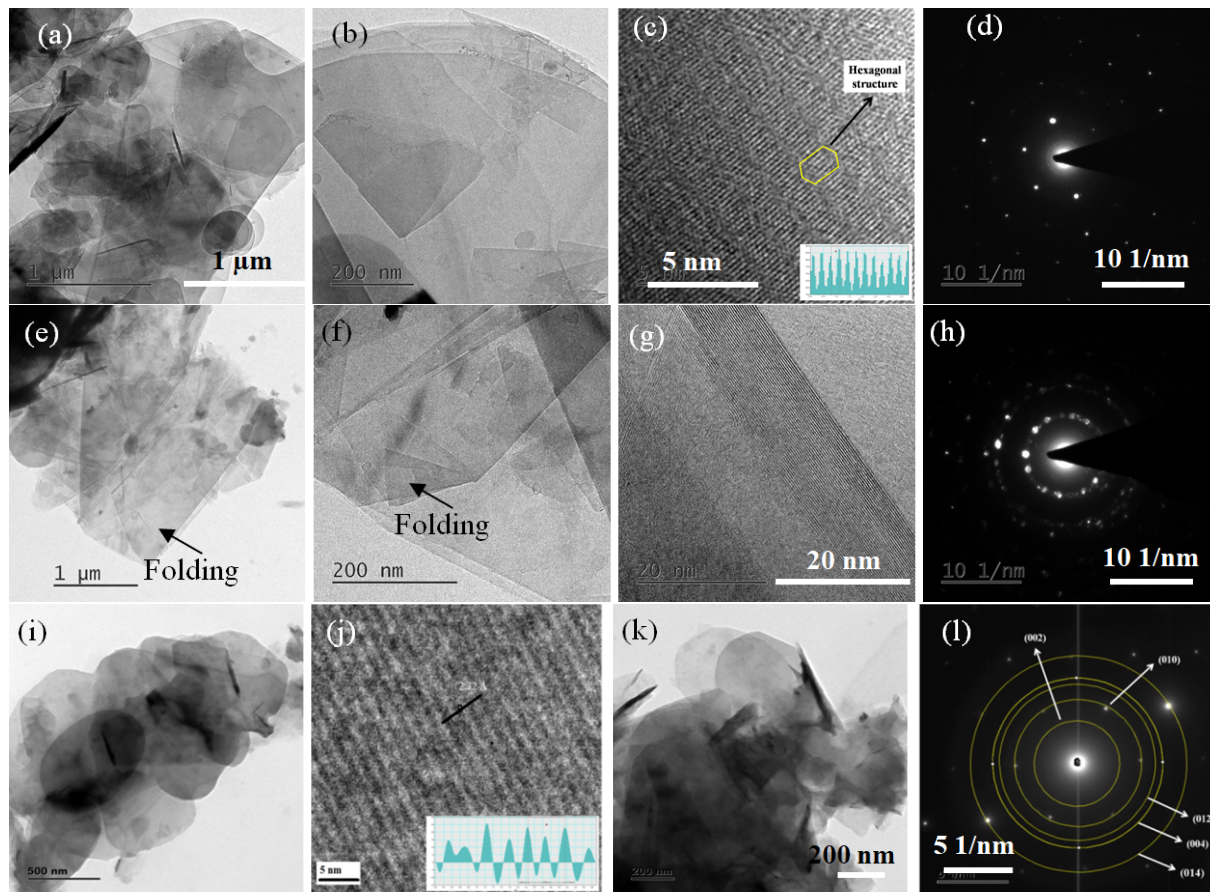 (a)
1 µm
1 µm
(b)
200 nm
(c)
Hexagonal
structure
5 nm
(d)
10 1/nm
10 1/nm
(e)
Folding
1 µm
(f)
Folding
200 nm
(g)
20 nm
20 nm
(h)
10 1/nm
10 1/nm
(i)
500 nm
(j)
5 nm
(k)
200 nm
200 nm
(l)
(002)
(010)
(012
(004)
(014)
5 1/nm